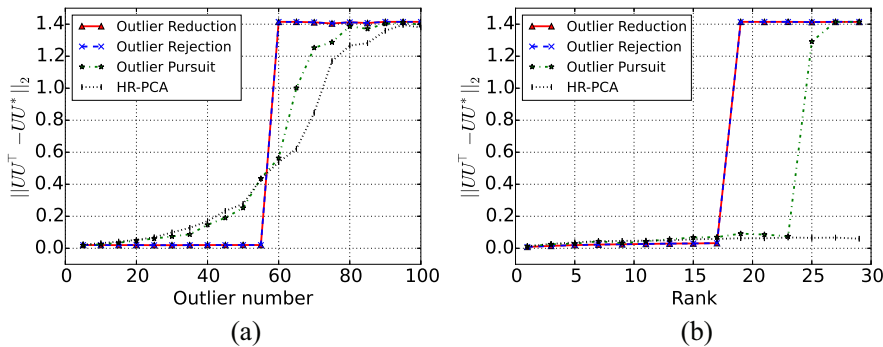 ||UU^⊤ −UU^*||_2
1.4
1.2
1.0
0.8
0.6
0.4
0.2
0.0
Outlier Reduction
Outlier Rejection
Outlier Pursuit
HR-PCA
0 20 40 60 80 100
Outlier number
(a)
||UU^⊤ −UU^*||_2
1.4
1.2
1.0
0.8
0.6
0.4
0.2
0.0
Outlier Reduction
Outlier Rejection
Outlier Pursuit
HR-PCA
0 5 10 15 20 25 30
Rank
(b)